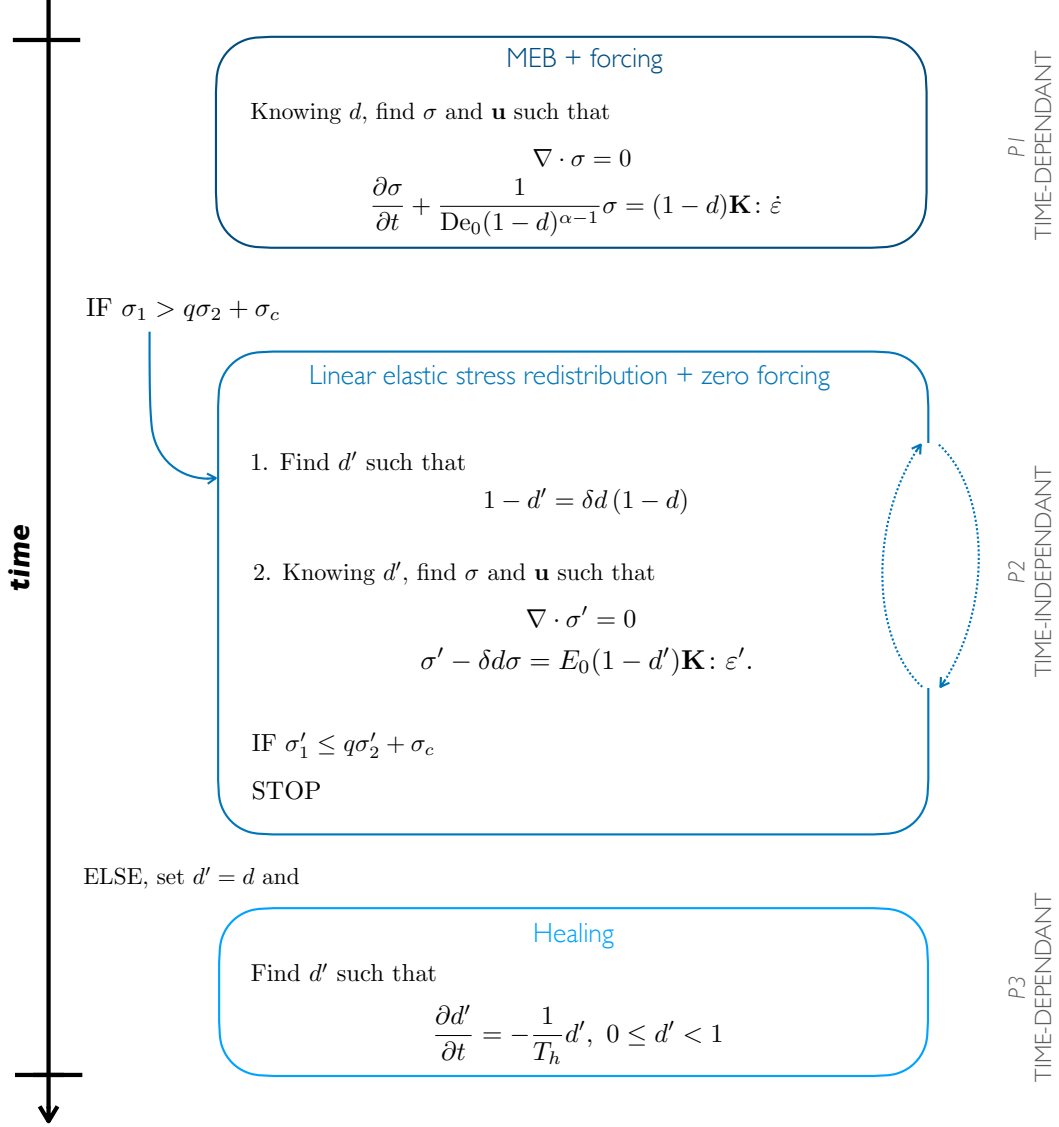 MEB + forcing
Knowing d, find σ and u such that
∇ · σ = 0
∂σ/∂t + 1/(De₀(1 − d)^{α−1}) σ = (1 − d)K : ε̇
P1
TIME-DEPENDANT
IF σ₁ > qσ₂ + σ_c
Linear elastic stress redistribution + zero forcing
1. Find d′ such that
1 − d′ = δd (1 − d)
2. Knowing d′, find σ and u such that
∇ · σ′ = 0
σ′ − δdσ = E₀(1 − d′)K : ε′.
IF σ′₁ ≤ qσ′₂ + σ_c
STOP
P2
TIME-INDEPENDANT
time
ELSE, set d′ = d and
Healing
Find d′ such that
∂d′/∂t = −1/T_h d′, 0 ≤ d′ < 1
P3
TIME-DEPENDANT